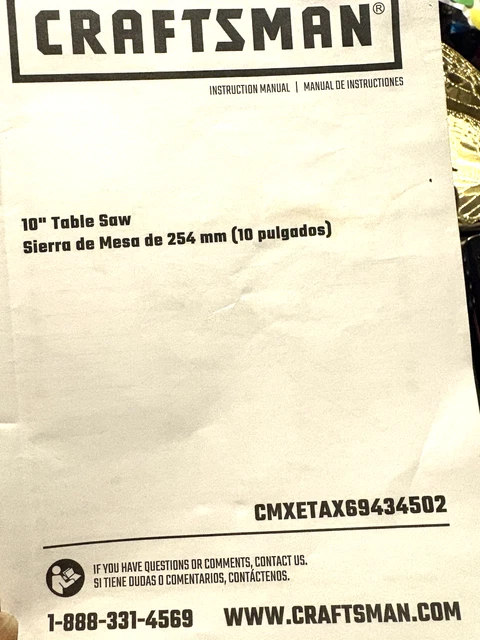 CRAFTSMAN®
INSTRUCTION MANUAL | MANUAL DE INSTRUCTIONES
10" Table Saw
Sierra de Mesa de 254 mm (10 pulgados)
CMXETAX69434502
IF YOU HAVE QUESTIONS OR COMMENTS, CONTACT US.
SI TIENE DUDAS O COMENTARIOS, CONTÁCTENOS.
1-888-331-4569 WWW.CRAFTSMAN.COM